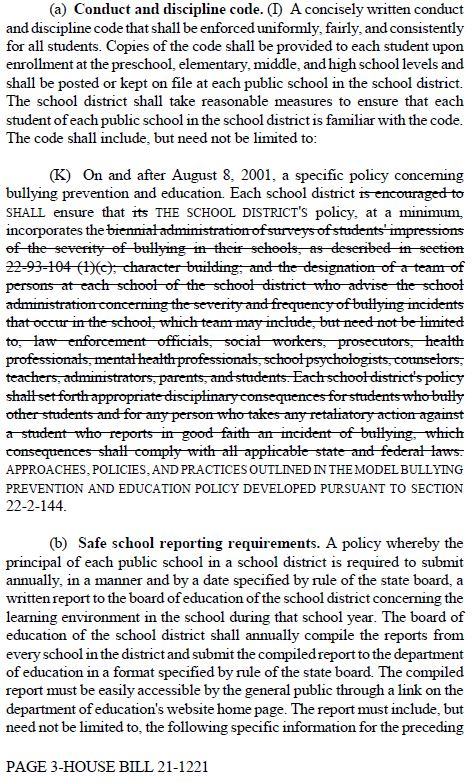 (a) Conduct and discipline code. (I) A concisely written conduct
and discipline code that shall be enforced uniformly, fairly, and consistently
for all students. Copies of the code shall be provided to each student upon
enrollment at the preschool, elementary, middle, and high school levels and
shall be posted or kept on file at each public school in the school district.
The school district shall take reasonable measures to ensure that each
student of each public school in the school district is familiar with the code.
The code shall include, but need not be limited to:
(K) On and after August 8, 2001, a specific policy concerning
bullying prevention and education. Each school district is encouraged to
SHALL ensure that its THE SCHOOL DISTRICT'S policy, at a minimum,
incorporates the biennial administration of surveys of students' impressions
of the severity of bullying in their schools, as described in section
22-93-104 (1)(c); character building; and the designation of a team of
persons at each school of the school district who advise the school
administration concerning the severity and frequency of bullying incidents
that occur in the school, which team may include, but need not be limited
to, law enforcement officials, social workers, prosecutors, health
professionals, mental health professionals, school psychologists, counselors,
teachers, administrators, parents, and students. Each school district's policy
shall set forth appropriate disciplinary consequences for students who bully
other students and for any person who takes any retaliatory action against
a student who reports in good faith an incident of bullying, which
consequences shall comply with all applicable state and federal laws.
APPROACHES, POLICIES, AND PRACTICES OUTLINED IN THE MODEL BULLYING
PREVENTION AND EDUCATION POLICY DEVELOPED PURSUANT TO SECTION
22-2-144.
(b) Safe school reporting requirements. A policy whereby the
principal of each public school in a school district is required to submit
annually, in a manner and by a date specified by rule of the state board, a
written report to the board of education of the school district concerning the
learning environment in the school during that school year. The board of
education of the school district shall annually compile the reports from
every school in the district and submit the compiled report to the department
of education in a format specified by rule of the state board. The compiled
report must be easily accessible by the general public through a link on the
department of education's website home page. The report must include, but
need not be limited to, the following specific information for the preceding
PAGE 3-HOUSE BILL 21-1221